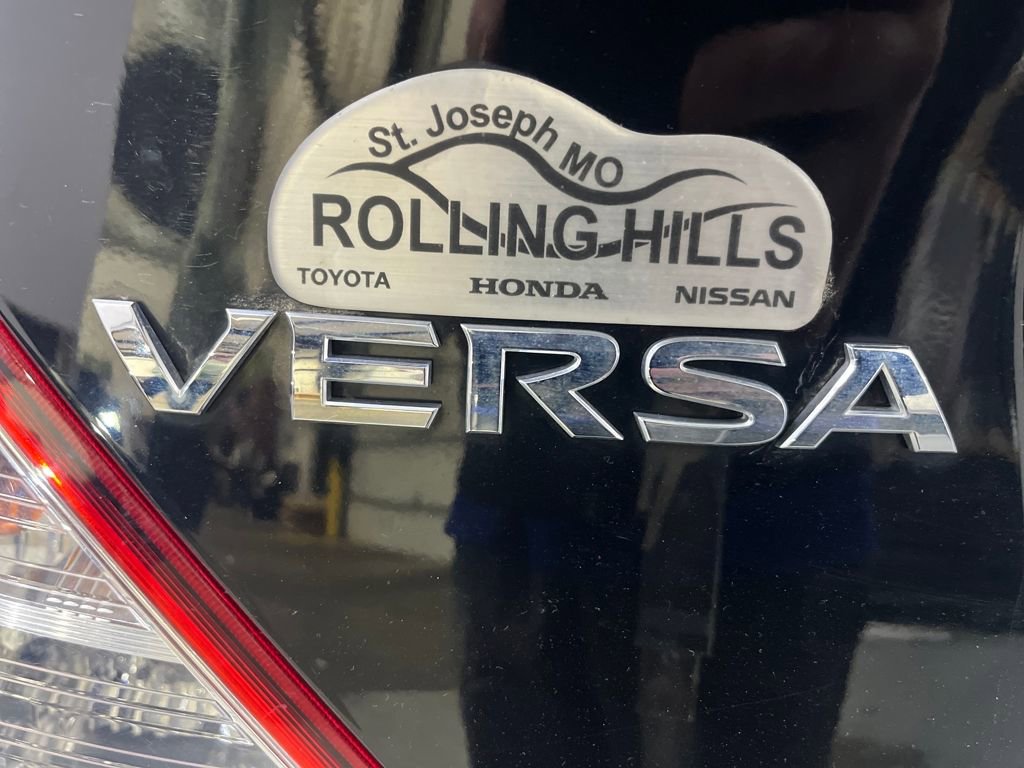 St. Joseph MO
ROLLING HILLS
TOYOTA HONDA NISSAN
VERSA